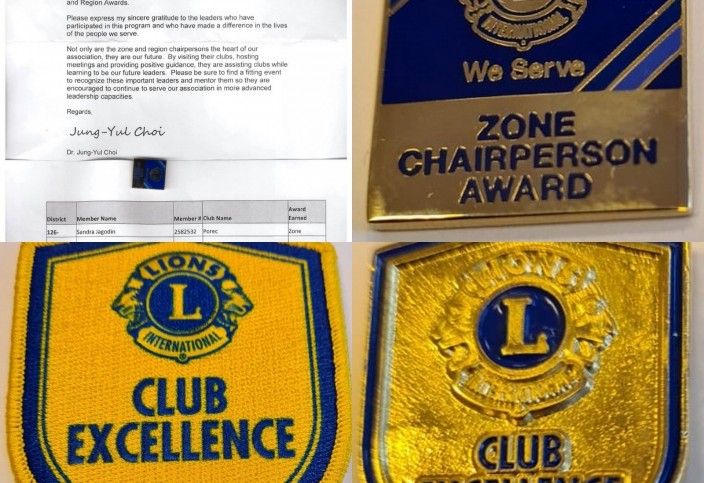 and Region Awards.
Please express my sincere gratitude to the leaders who have
participated in this program and who have made a difference in the lives
of the people we serve.
Not only are the zone and region chairpersons the heart of our
association, they are our future. By visiting their clubs, hosting
meetings and providing positive guidance, they are assisting clubs while
learning to be our future leaders. Please be sure to find a fitting event
to recognize these important leaders and mentor them so they are
encouraged to continue to serve our association in more advanced
leadership capacities.
Regards,
Jung-Yul Choi
Dr. Jung-Yul Choi
Award
District Member Name Member # Club Name Earned
126- Sandra Jagodin 2582532 Porec Zone
INTERNATIONAL
We Serve
ZONE
CHAIRPERSON
AWARD
LIONS
L
INTERNATIONAL
CLUB
EXCELLENCE
LIONS
L
INTERNATIONAL
CLUB
EXCELLENCE